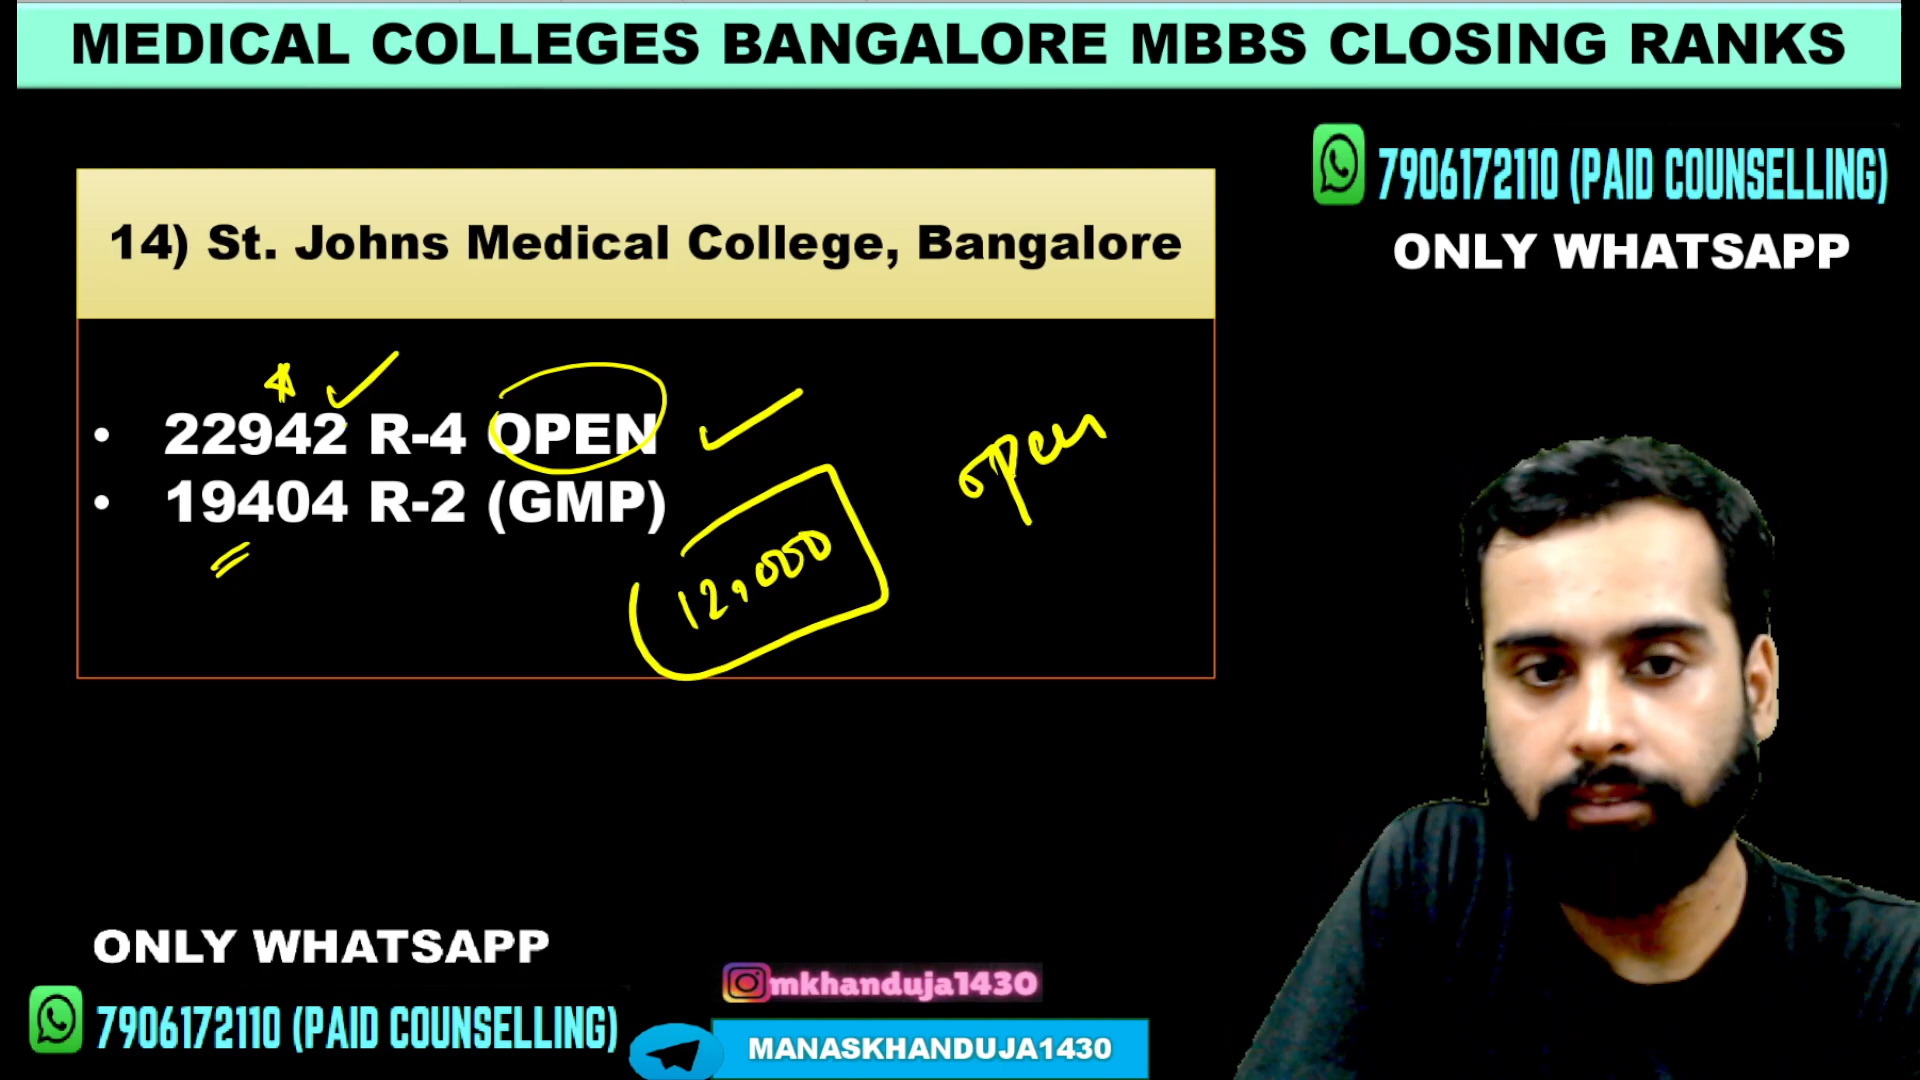 MEDICAL COLLEGES BANGALORE MBBS CLOSING RANKS
7906172110 (PAID COUNSELLING)
ONLY WHATSAPP
14) St. Johns Medical College, Bangalore
• 22942 R-4 OPEN
open
• 19404 R-2 (GMP)
12,000
ONLY WHATSAPP
7906172110 (PAID COUNSELLING)
mkhanduja1430
MANASKHANDUJA1430